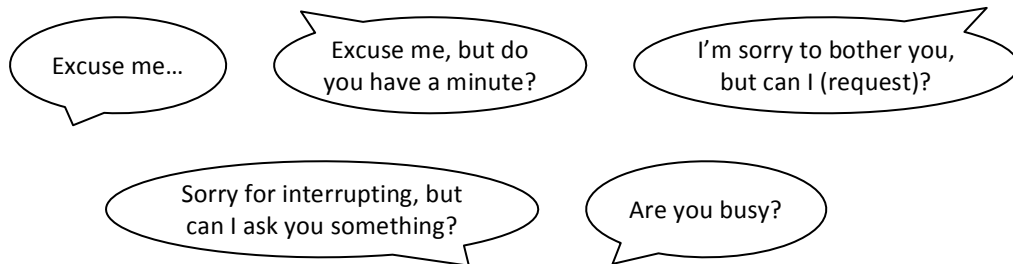 Excuse me…
Excuse me, but do
you have a minute?
I’m sorry to bother you,
but can I (request)?
Sorry for interrupting, but
can I ask you something?
Are you busy?